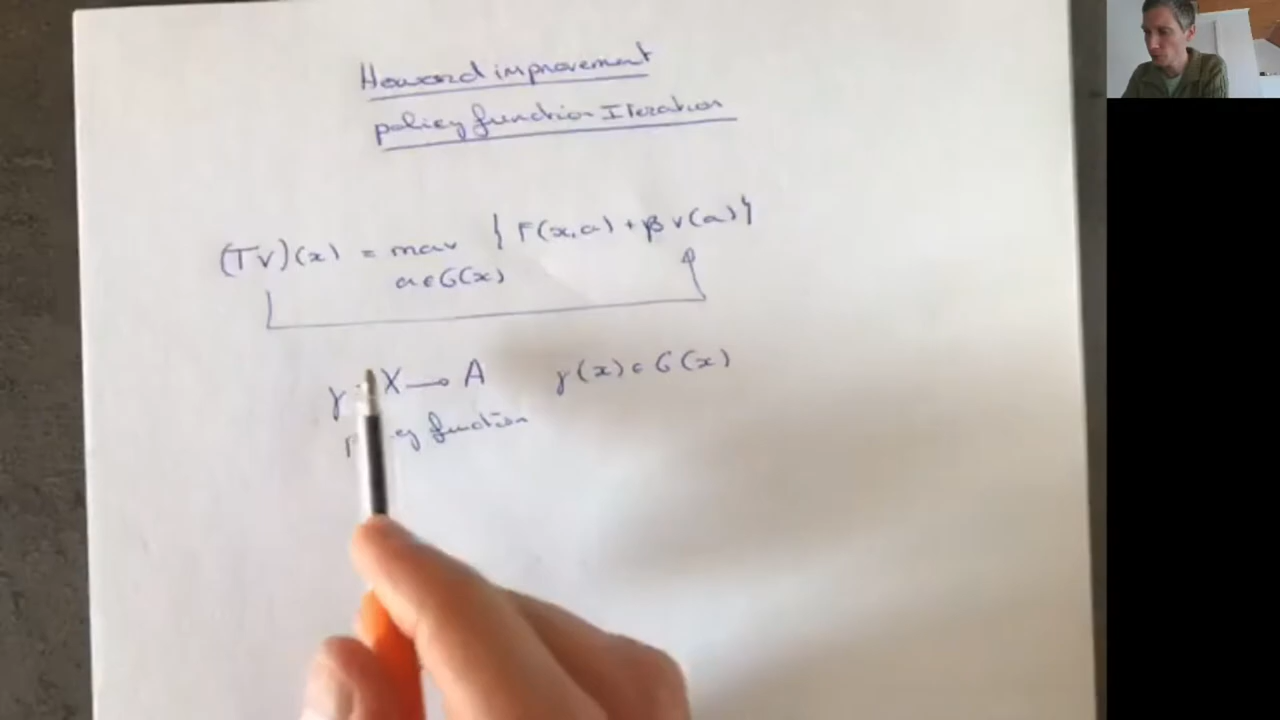 Howard improvement
policy function Iteration
(Tv)(x) = max { F(x,a) + β v(a) }
a ∈ G(x)
γ X → A γ(x) ∈ G(x)
function